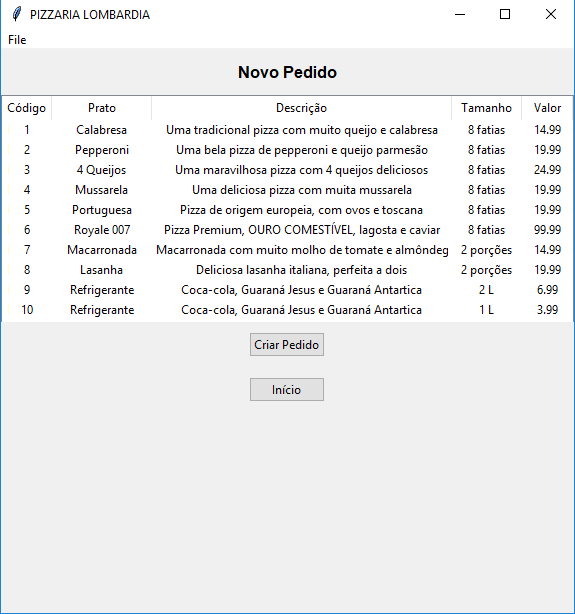 PIZZARIA LOMBARDIA
File
Novo Pedido
Código Prato Descrição Tamanho Valor
1 Calabresa Uma tradicional pizza com muito queijo e calabresa 8 fatias 14.99
2 Pepperoni Uma bela pizza de pepperoni e queijo parmesão 8 fatias 19.99
3 4 Queijos Uma maravilhosa pizza com 4 queijos deliciosos 8 fatias 24.99
4 Mussarela Uma deliciosa pizza com muita mussarela 8 fatias 19.99
5 Portuguesa Pizza de origem europeia, com ovos e toscana 8 fatias 19.99
6 Royale 007 Pizza Premium, OURO COMESTÍVEL, lagosta e caviar 8 fatias 99.99
7 Macarronada Macarronada com muito molho de tomate e almôndeg 2 porções 14.99
8 Lasanha Deliciosa lasanha italiana, perfeita a dois 2 porções 19.99
9 Refrigerante Coca-cola, Guaraná Jesus e Guaraná Antartica 2 L 6.99
10 Refrigerante Coca-cola, Guaraná Jesus e Guaraná Antartica 1 L 3.99
Criar Pedido
Início